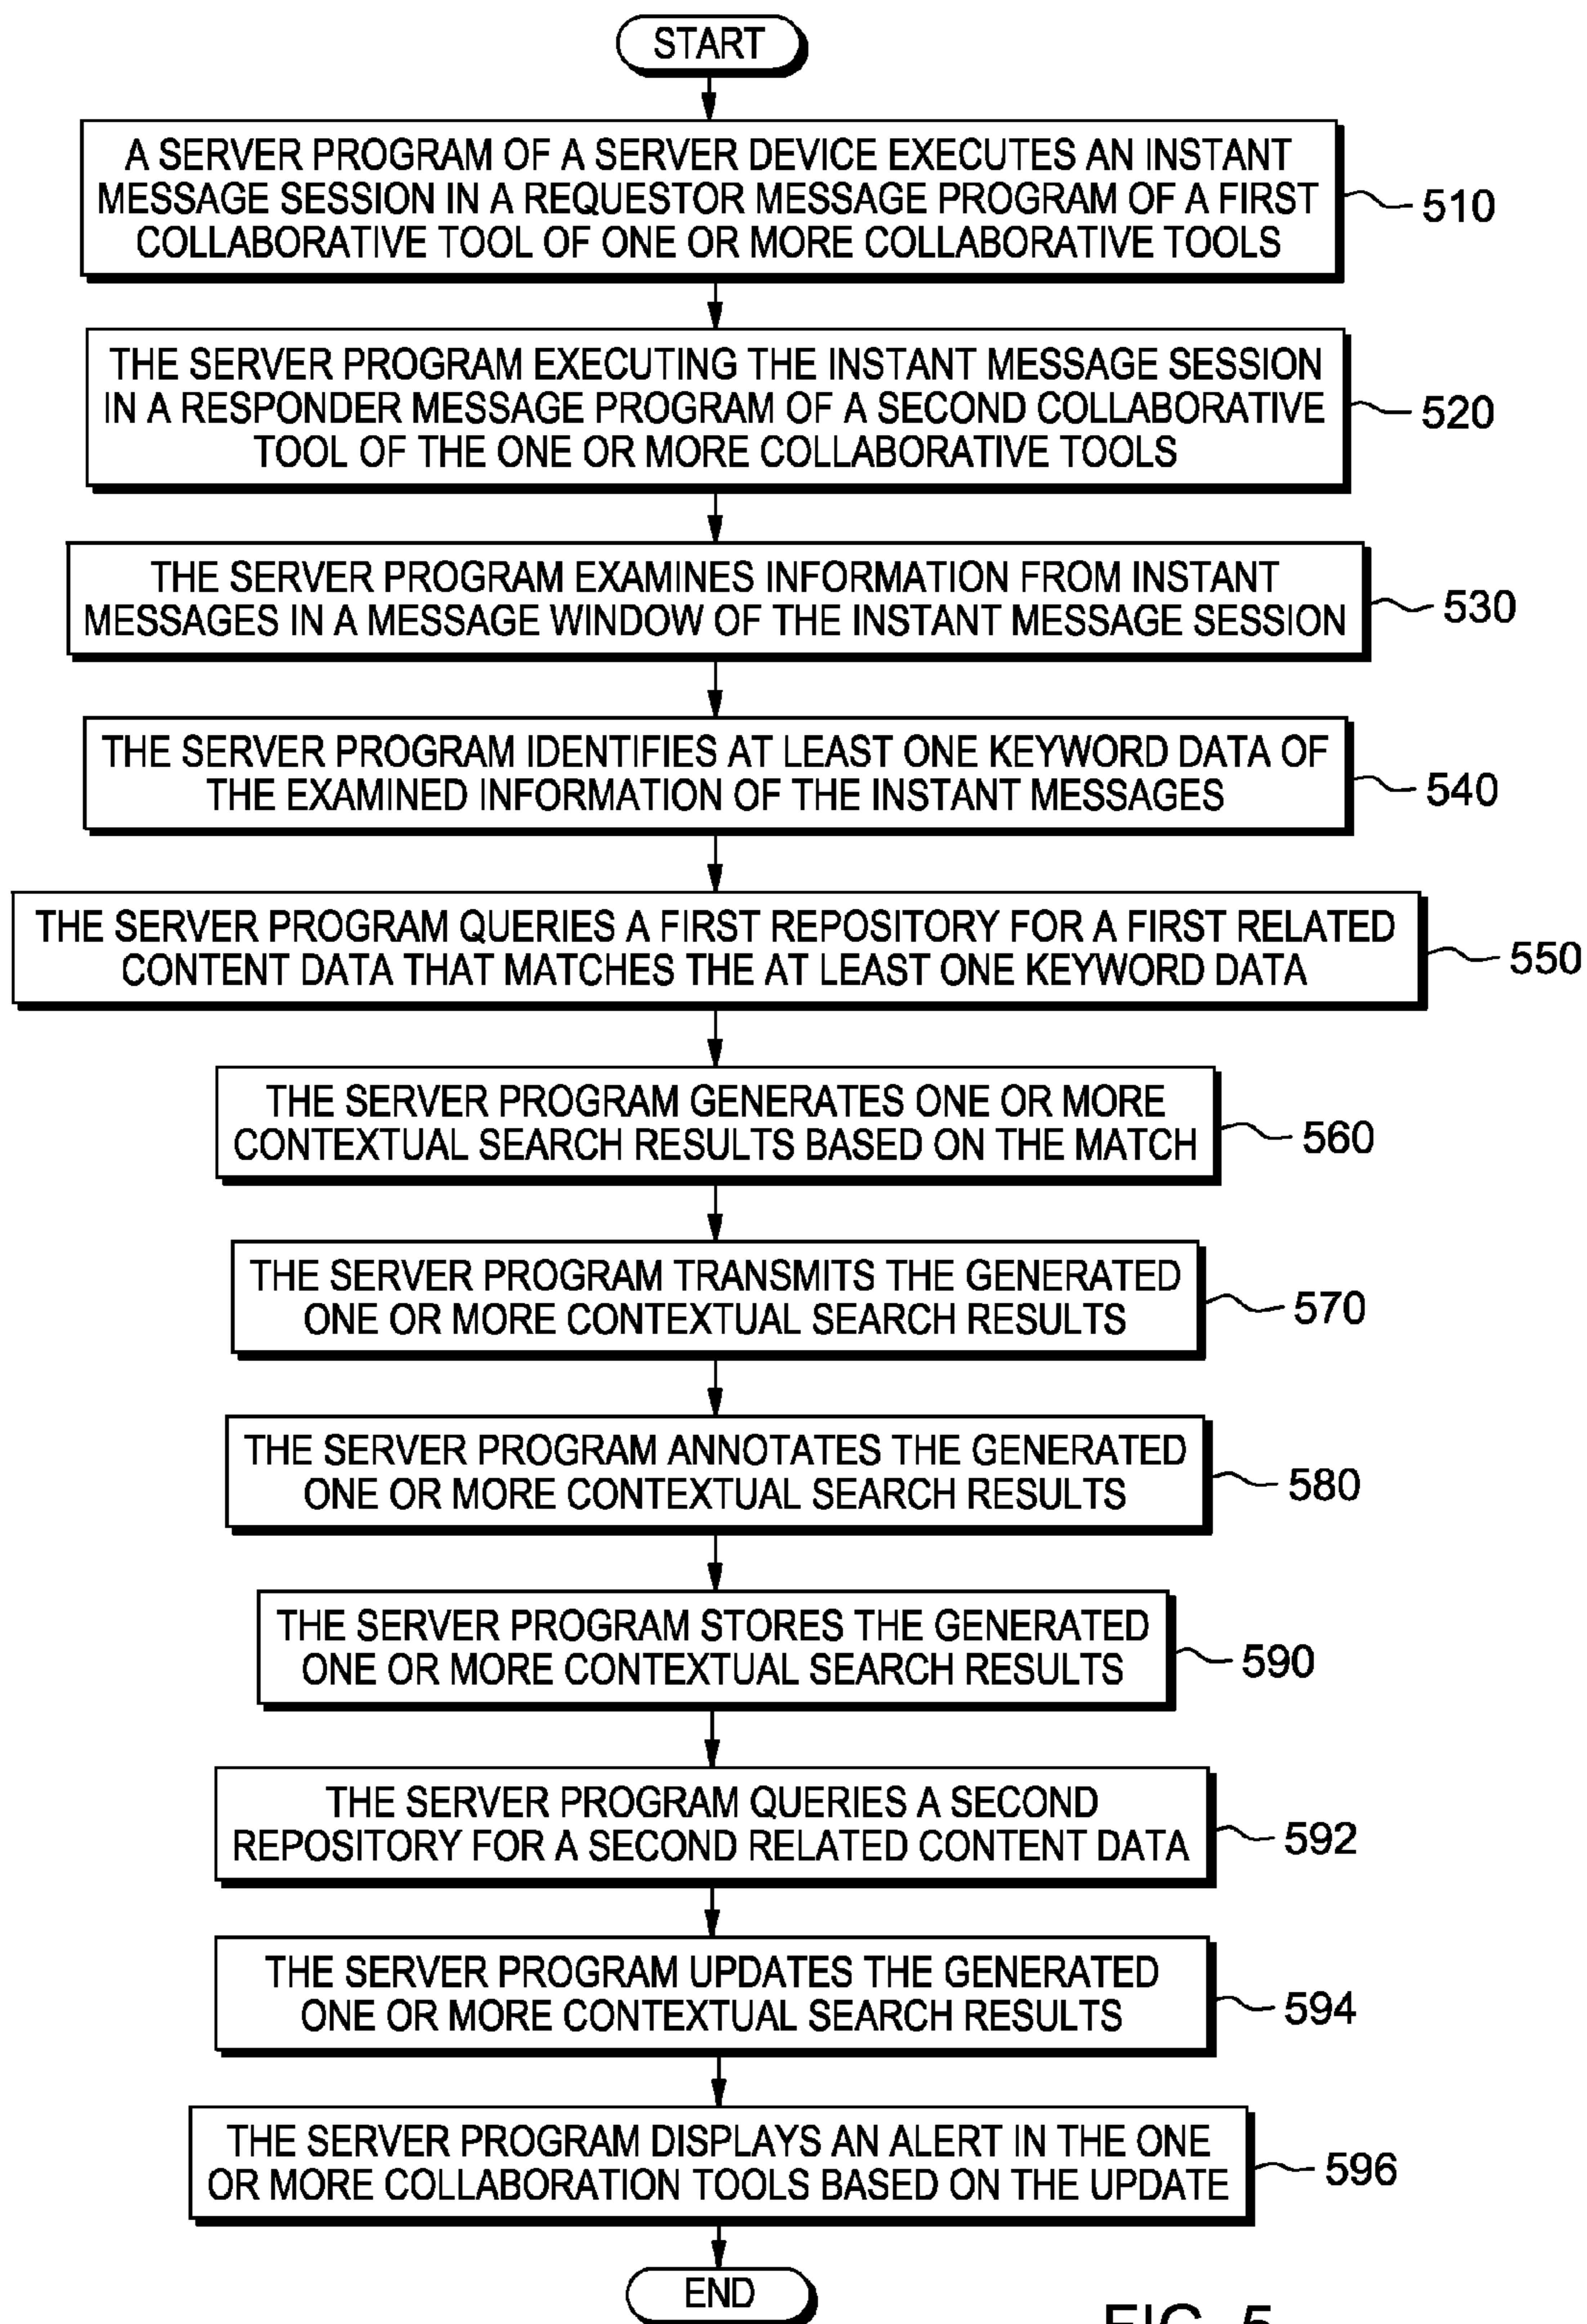 START
A SERVER PROGRAM OF A SERVER DEVICE EXECUTES AN INSTANT
MESSAGE SESSION IN A REQUESTOR MESSAGE PROGRAM OF A FIRST
COLLABORATIVE TOOL OF ONE OR MORE COLLABORATIVE TOOLS
510
THE SERVER PROGRAM EXECUTING THE INSTANT MESSAGE SESSION
IN A RESPONDER MESSAGE PROGRAM OF A SECOND COLLABORATIVE
TOOL OF THE ONE OR MORE COLLABORATIVE TOOLS
520
THE SERVER PROGRAM EXAMINES INFORMATION FROM INSTANT
MESSAGES IN A MESSAGE WINDOW OF THE INSTANT MESSAGE SESSION
530
THE SERVER PROGRAM IDENTIFIES AT LEAST ONE KEYWORD DATA OF
THE EXAMINED INFORMATION OF THE INSTANT MESSAGES
540
THE SERVER PROGRAM QUERIES A FIRST REPOSITORY FOR A FIRST RELATED
CONTENT DATA THAT MATCHES THE AT LEAST ONE KEYWORD DATA
550
THE SERVER PROGRAM GENERATES ONE OR MORE
CONTEXTUAL SEARCH RESULTS BASED ON THE MATCH
560
THE SERVER PROGRAM TRANSMITS THE GENERATED
ONE OR MORE CONTEXTUAL SEARCH RESULTS
570
THE SERVER PROGRAM ANNOTATES THE GENERATED
ONE OR MORE CONTEXTUAL SEARCH RESULTS
580
THE SERVER PROGRAM STORES THE GENERATED
ONE OR MORE CONTEXTUAL SEARCH RESULTS
590
THE SERVER PROGRAM QUERIES A SECOND
REPOSITORY FOR A SECOND RELATED CONTENT DATA
592
THE SERVER PROGRAM UPDATES THE GENERATED
ONE OR MORE CONTEXTUAL SEARCH RESULTS
594
THE SERVER PROGRAM DISPLAYS AN ALERT IN THE ONE
OR MORE COLLABORATION TOOLS BASED ON THE UPDATE
596
END
FIG. 5